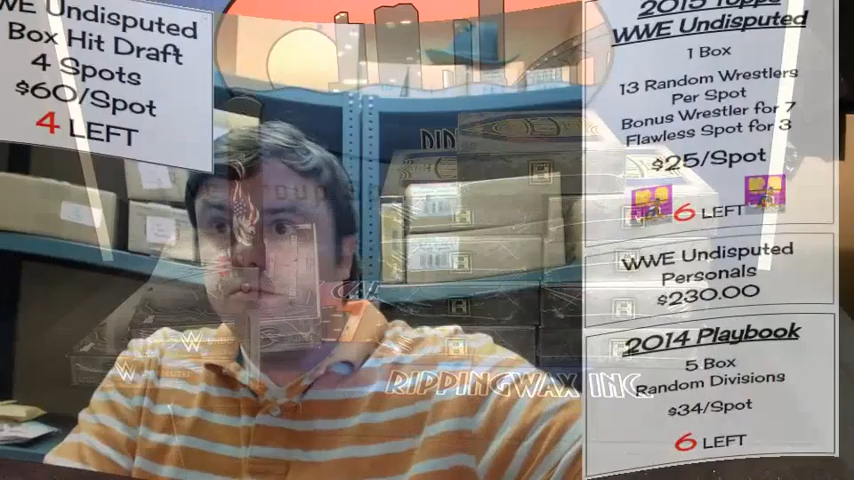 WWE Undisputed
Box Hit Draft
4 Spots
$60/Spot
4 LEFT
2015 Topps
WWE Undisputed
1 Box
13 Random Wrestlers
Per Spot
Bonus Wrestler for 7
Flawless Spot for 3
$25/Spot
6 LEFT
WWE Undisputed
Personals
$230.00
2014 Playbook
5 Box
Random Divisions
$34/Spot
6 LEFT
RIPPINGWAX INC